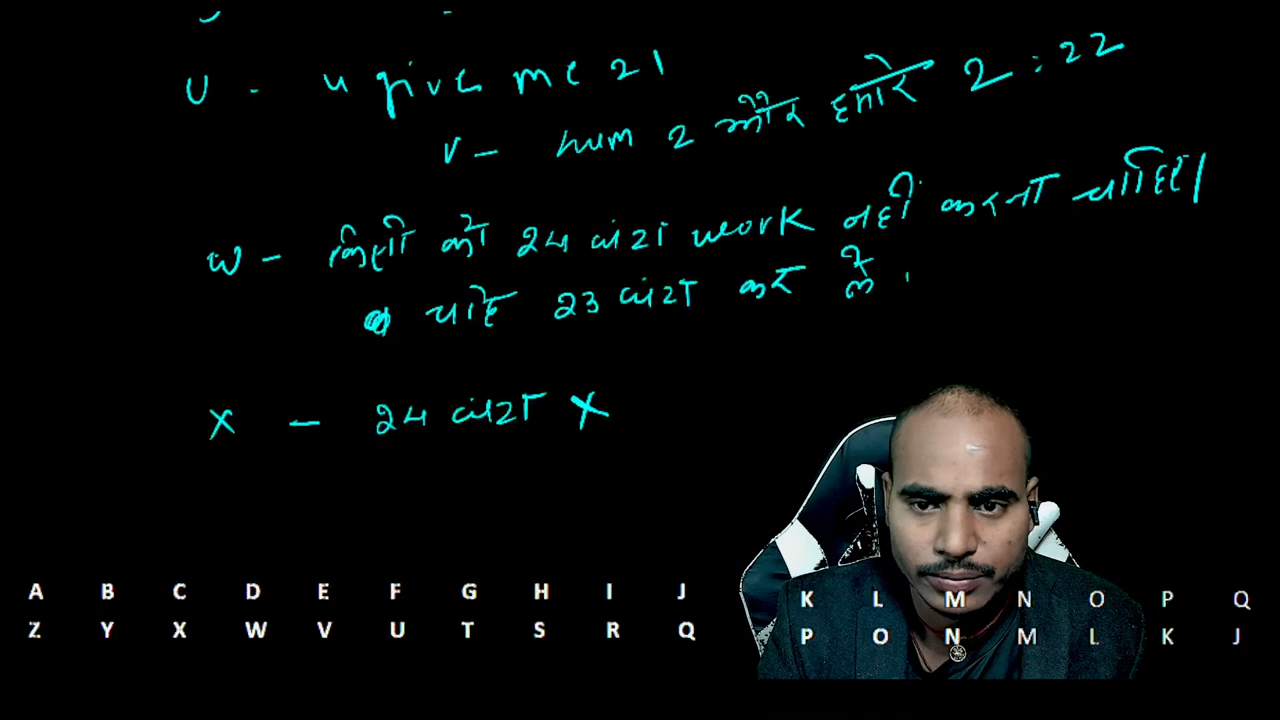 U - u give me 21
V - hum 2 और हमारे 2 : 22
W - किसी को 24 घंटा work नहीं करना चाहिए।
चाहे 23 घंटा कर ले।
X - 24 घंटा X
A B C D E F G H I J K L M N O P Q
Z Y X W V U T S R Q P O N M L K J